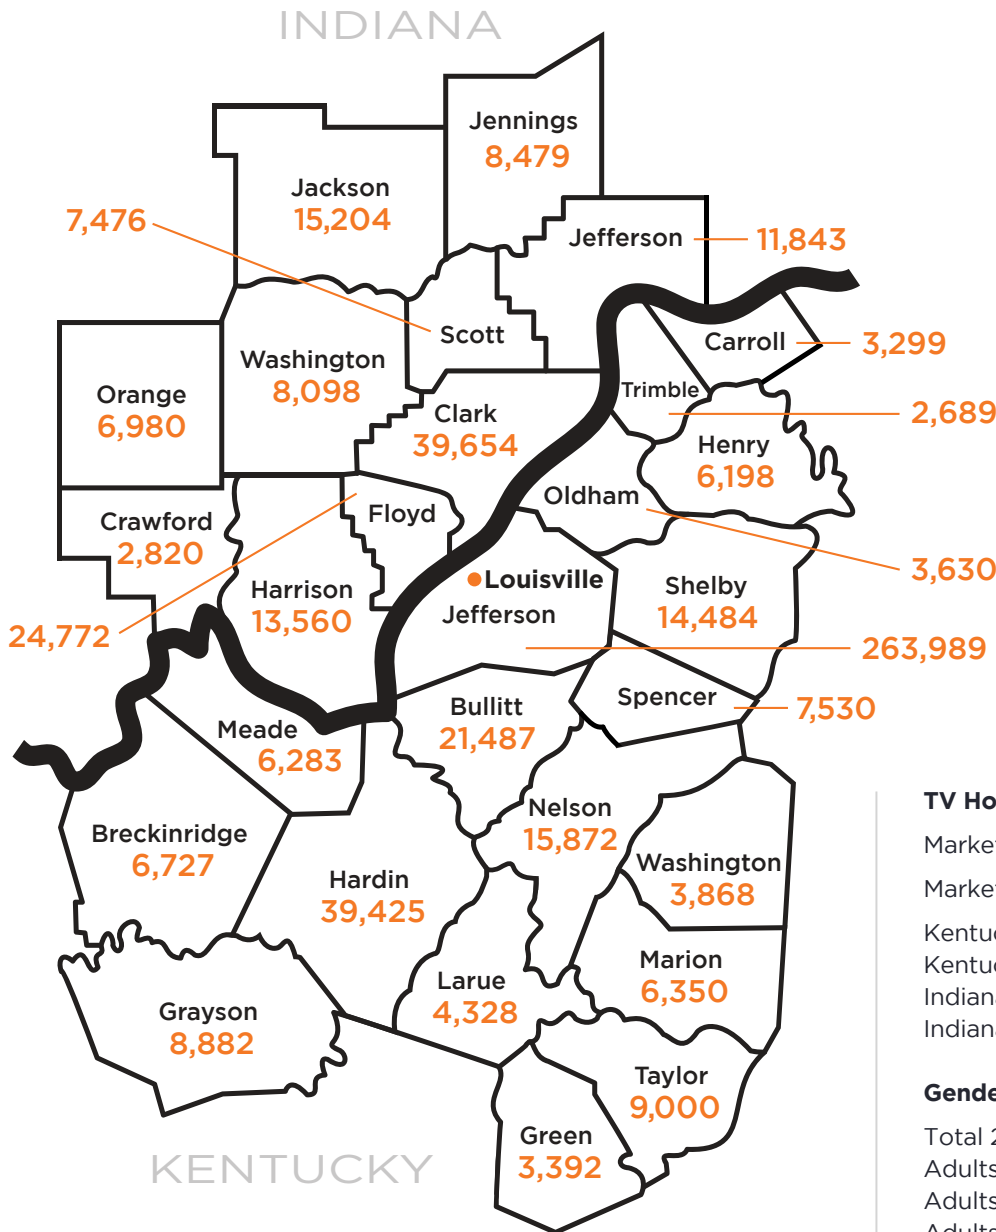 INDIANA
Jennings
8,479
Jackson
15,204
7,476
Jefferson
11,843
Scott
Carroll
3,299
Washington
8,098
Orange
6,980
Trimble
2,689
Clark
39,654
Henry
6,198
Oldham
3,630
Crawford
2,820
Floyd
24,772
Harrison
13,560
Louisville
Jefferson
263,989
Shelby
14,484
Spencer
7,530
Bullitt
21,487
Meade
6,283
Nelson
15,872
Breckinridge
6,727
Washington
3,868
Hardin
39,425
Marion
6,350
Larue
4,328
Grayson
8,882
Taylor
9,000
Green
3,392
KENTUCKY
TV Ho
Market
Market
Kentuc
Kentuc
Indiana
Indiana
Gende
Total 2
Adults
Adults
Adults